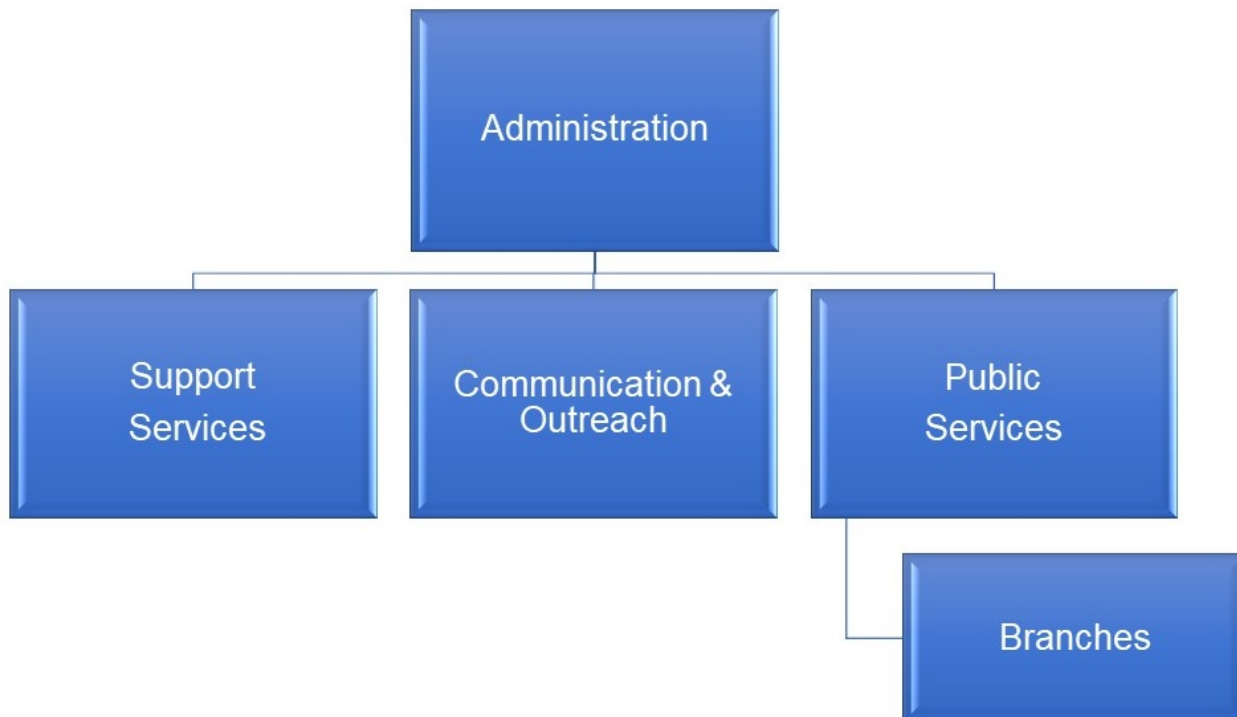 Administration
Support
Services
Communication &
Outreach
Public
Services
Branches